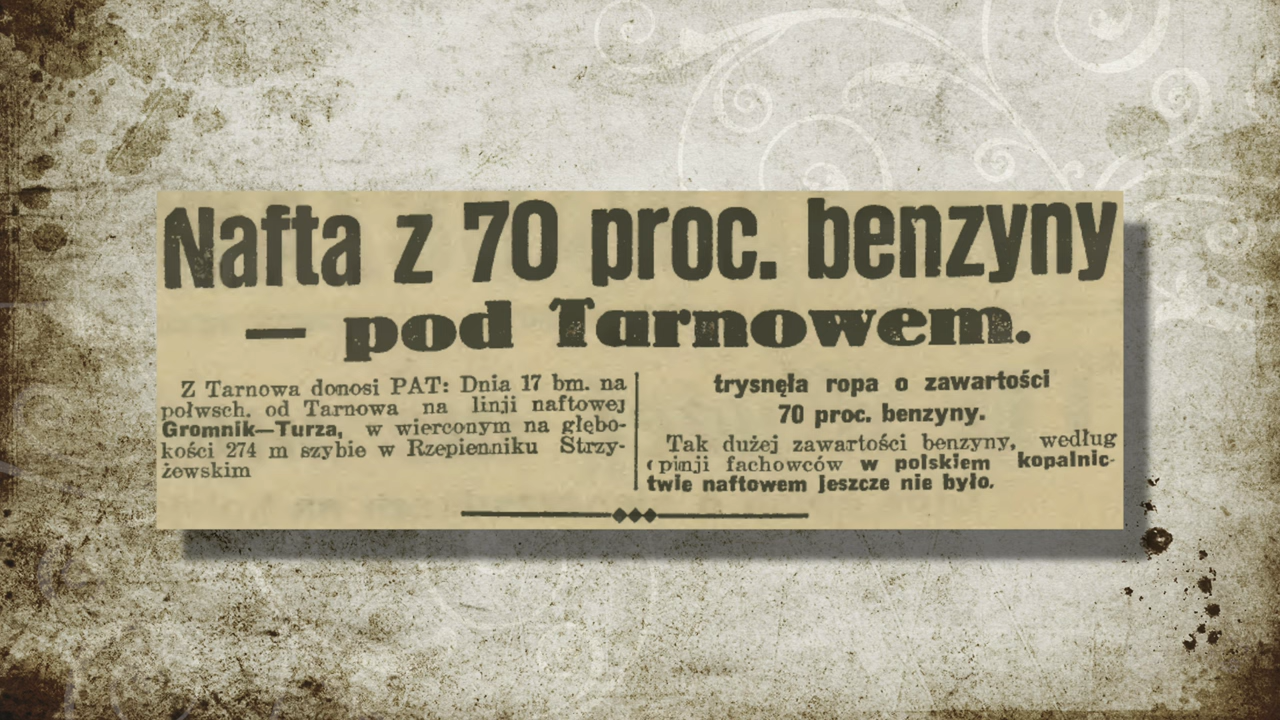 Nafta z 70 proc. benzyny
— pod Tarnowem.
Z Tarnowa donosi PAT: Dnia 17 bm. na
połwsch. od Tarnowa na linji naftowej
Gromnik—Turza, w wierconym na głębo-
kości 274 m szybie w Rzepienniku Strzy-
żewskim
trysnęła ropa o zawartości
70 proc. benzyny.
Tak dużej zawartości benzyny, według
opinji fachowców w polskiem kopalnic-
twie naftowem jeszcze nie było.